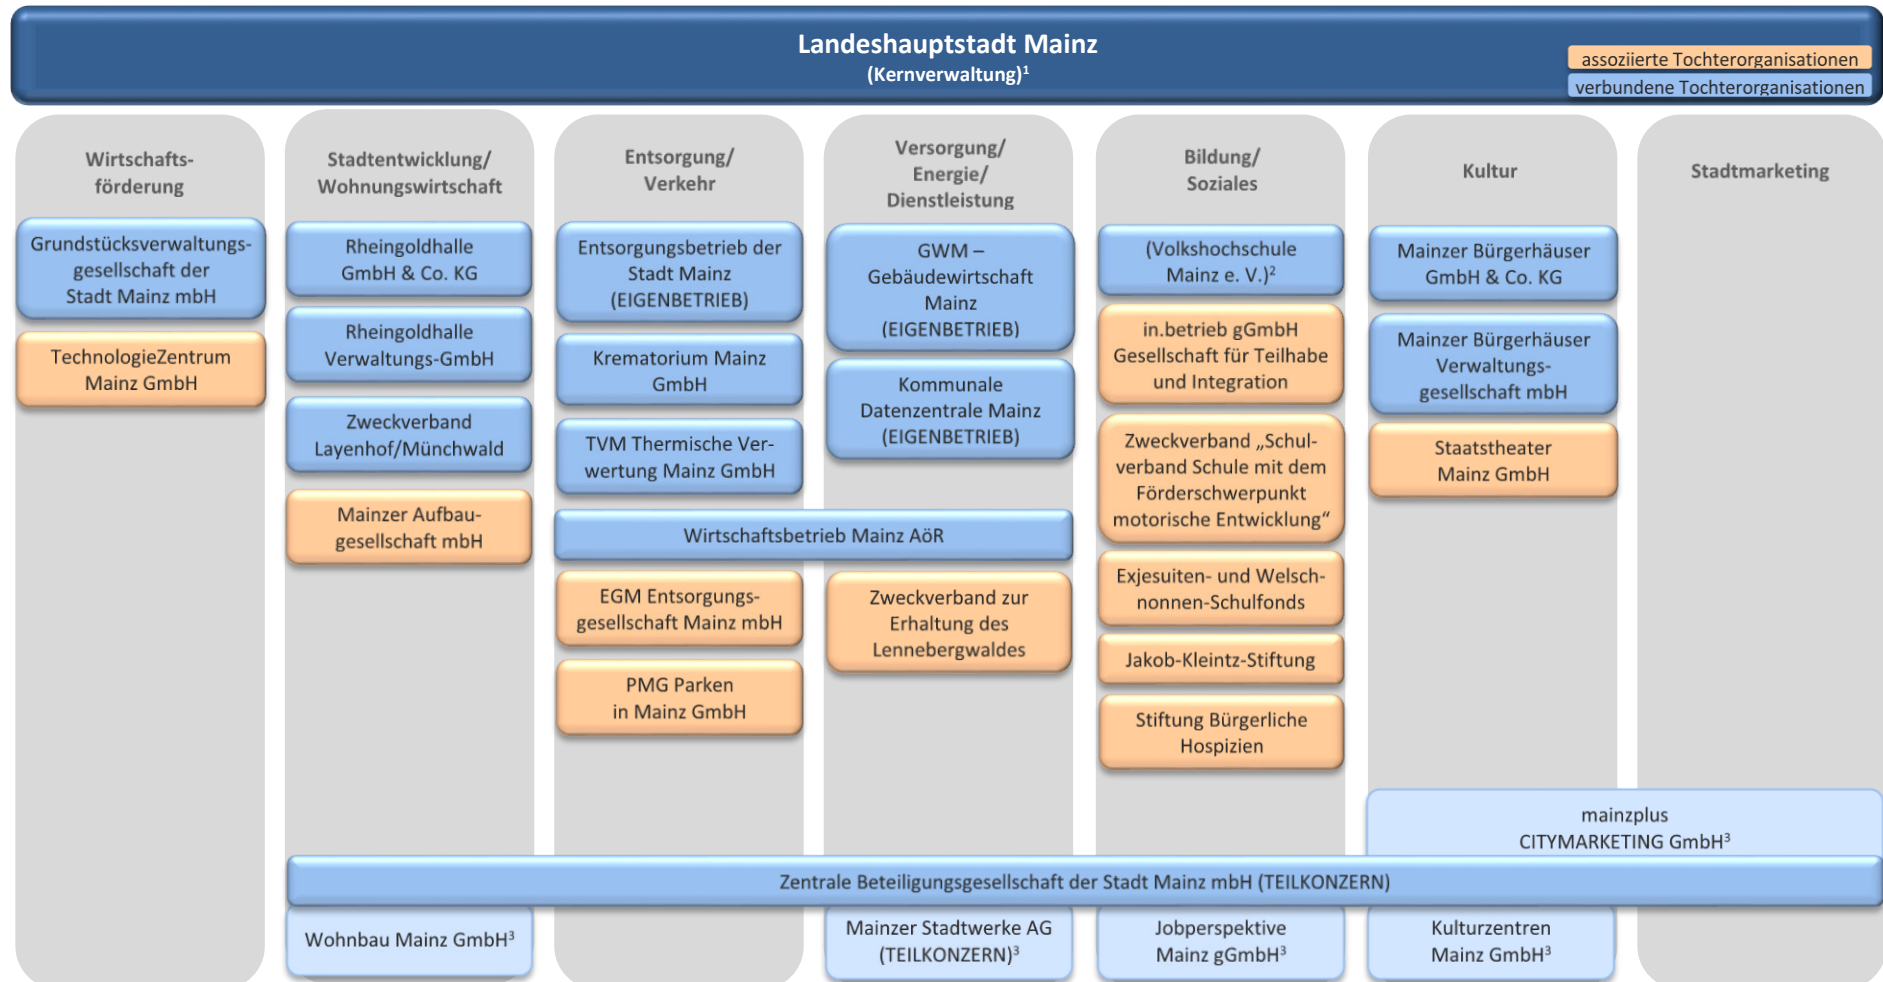 Landeshauptstadt Mainz
(Kernverwaltung)¹
assoziierte Tochterorganisationen
verbundene Tochterorganisationen
Wirtschafts-
förderung
Grundstücksverwaltungs-
gesellschaft der
Stadt Mainz mbH
TechnologieZentrum
Mainz GmbH
Stadtentwicklung/
Wohnungswirtschaft
Rheingoldhalle
GmbH & Co. KG
Rheingoldhalle
Verwaltungs-GmbH
Zweckverband
Layenhof/Münchwald
Mainzer Aufbau-
gesellschaft mbH
Entsorgung/
Verkehr
Entsorgungsbetrieb der
Stadt Mainz
(EIGENBETRIEB)
Krematorium Mainz
GmbH
TVM Thermische Ver-
wertung Mainz GmbH
Wirtschaftsbetrieb Mainz AöR
EGM Entsorgungs-
gesellschaft Mainz mbH
PMG Parken
in Mainz GmbH
Versorgung/
Energie/
Dienstleistung
GWM –
Gebäudewirtschaft
Mainz
(EIGENBETRIEB)
Kommunale
Datenzentrale Mainz
(EIGENBETRIEB)
Zweckverband zur
Erhaltung des
Lennebergwaldes
Bildung/
Soziales
(Volkshochschule
Mainz e. V.)²
in.betrieb gGmbH
Gesellschaft für Teilhabe
und Integration
Zweckverband „Schul-
verband Schule mit dem
Förderschwerpunkt
motorische Entwicklung“
Exjesuiten- und Welsch-
nonnen-Schulfonds
Jakob-Kleintz-Stiftung
Stiftung Bürgerliche
Hospizien
Kultur
Mainzer Bürgerhäuser
GmbH & Co. KG
Mainzer Bürgerhäuser
Verwaltungs-
gesellschaft mbH
Staatstheater
Mainz GmbH
Stadtmarketing
mainzplus
CITYMARKETING GmbH³
Zentrale Beteiligungsgesellschaft der Stadt Mainz mbH (TEILKONZERN)
Wohnbau Mainz GmbH³
Mainzer Stadtwerke AG
(TEILKONZERN)³
Jobperspektive
Mainz gGmbH³
Kulturzentren
Mainz GmbH³